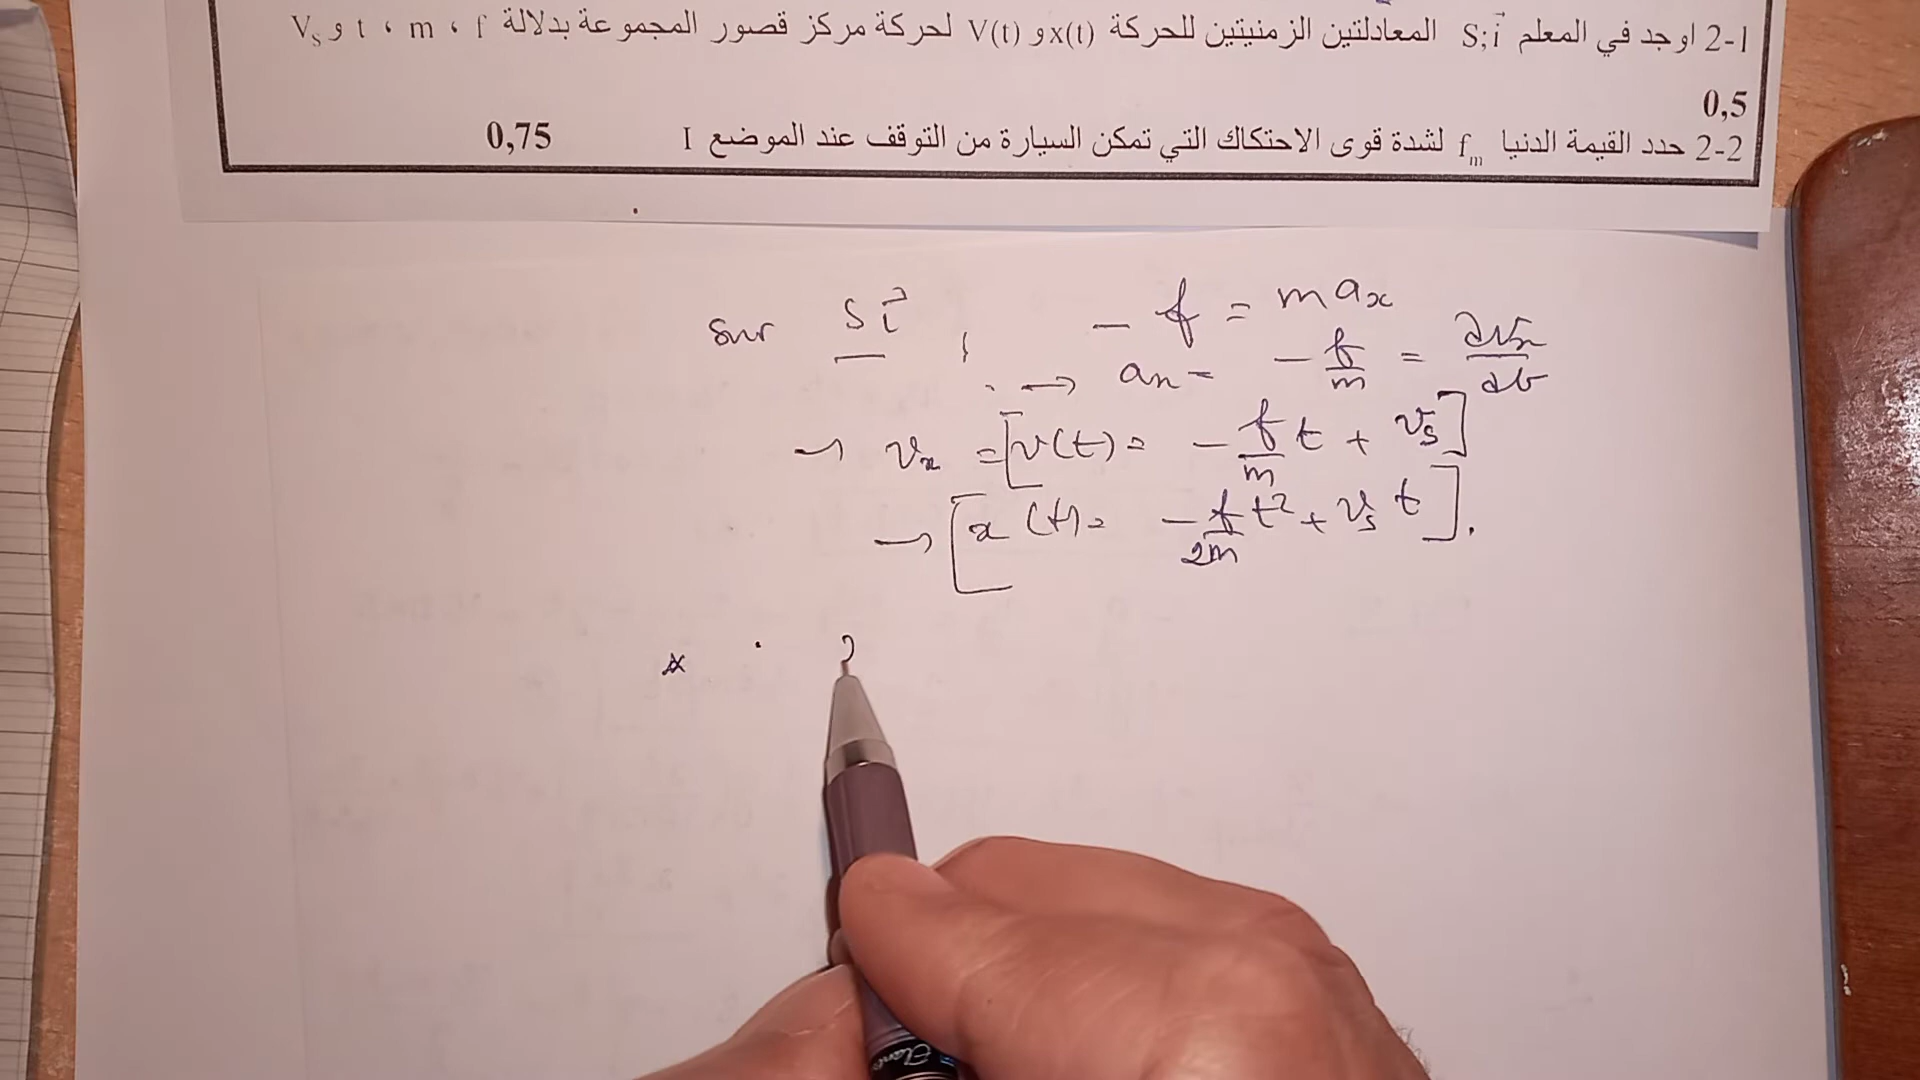 2-1 اوجد في المعلم S;i⃗ المعادلتين الزمنيتين للحركة x(t) و V(t) لحركة مركز قصور المجموعة بدلالة f ، m ، t و Vs
0,5
2-2 حدد القيمة الدنيا fm لشدة قوى الاحتكاك التي تمكن السيارة من التوقف عند الموضع I 0,75
sur S i⃗ , - f = m ax
→ ax = - f/m = dvx/dt
→ vx = [v(t) = - f/m t + vs]
→ [x(t) = - f/2m t² + vs t].